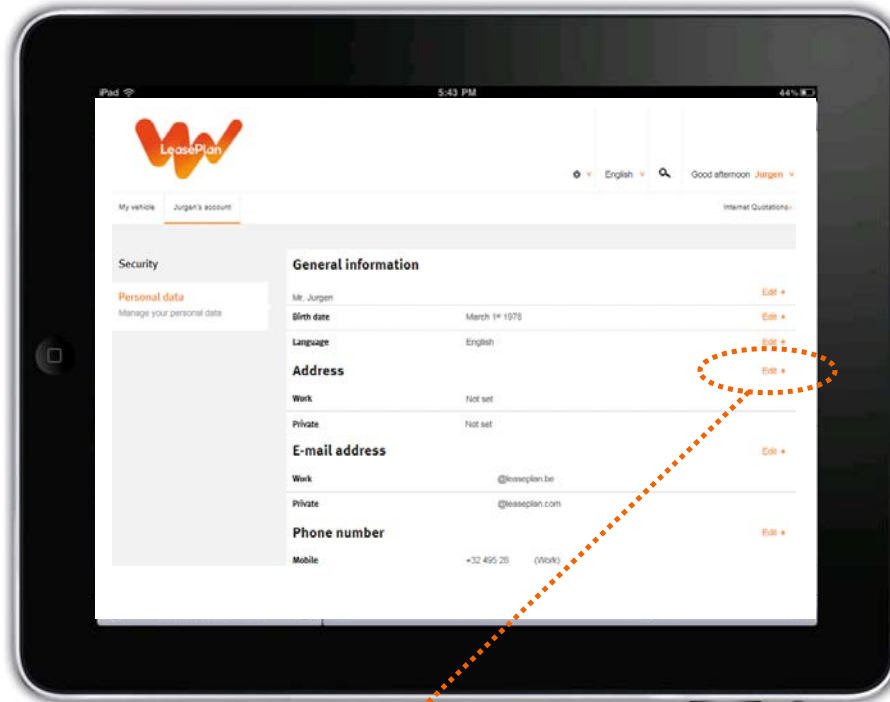 iPad 5:43 PM 44%
LeasePlan
English Good afternoon Jurgen
My vehicle Jurgen's account Internet Quotations
Security
General information
Personal data
Manage your personal data
Mr. Jurgen Edit +
Birth date March 1st 1978 Edit +
Language English Edit +
Address Edit +
Work Not set
Private Not set
E-mail address Edit +
Work @leaseplan.be
Private @leaseplan.com
Phone number Edit +
Mobile +32 495 28 (Work)